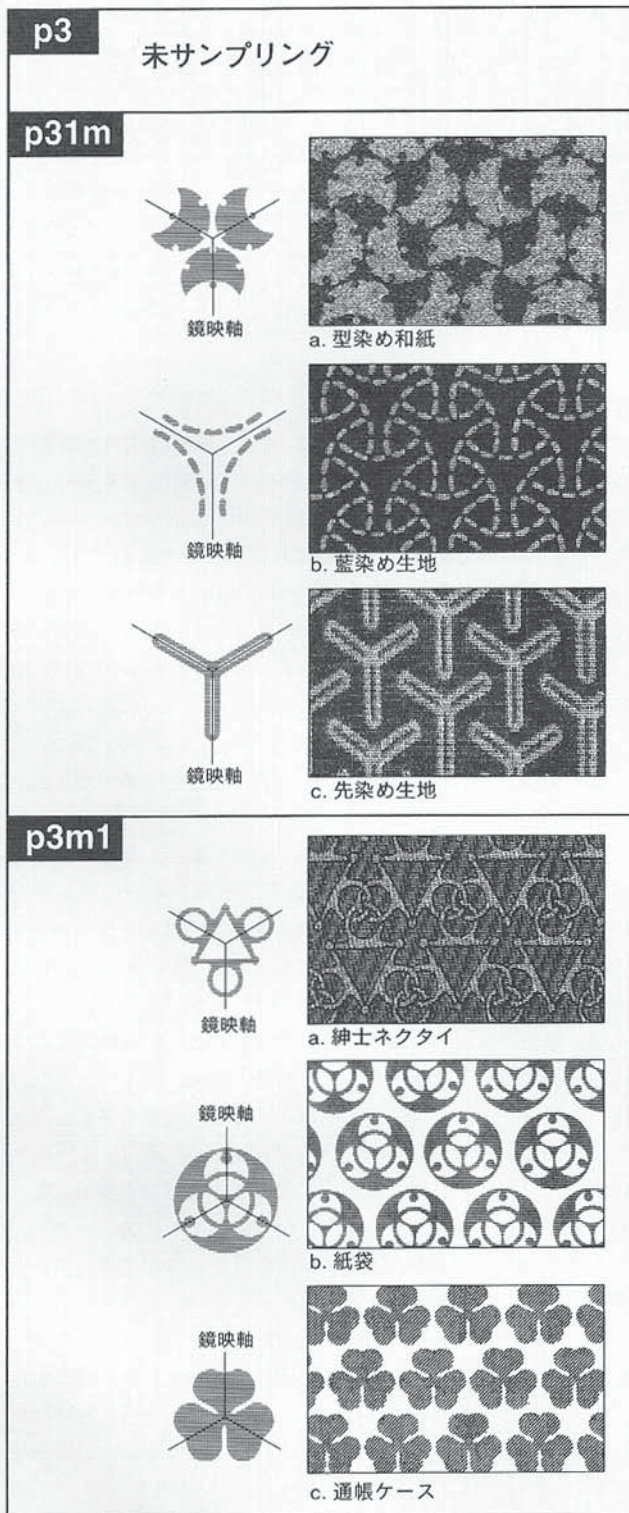 p3
未サンプリング
p31m
鏡映軸
a. 型染め和紙
鏡映軸
b. 藍染め生地
鏡映軸
c. 先染め生地
p3m1
鏡映軸
a. 紳士ネクタイ
鏡映軸
b. 紙袋
鏡映軸
c. 通帳ケース